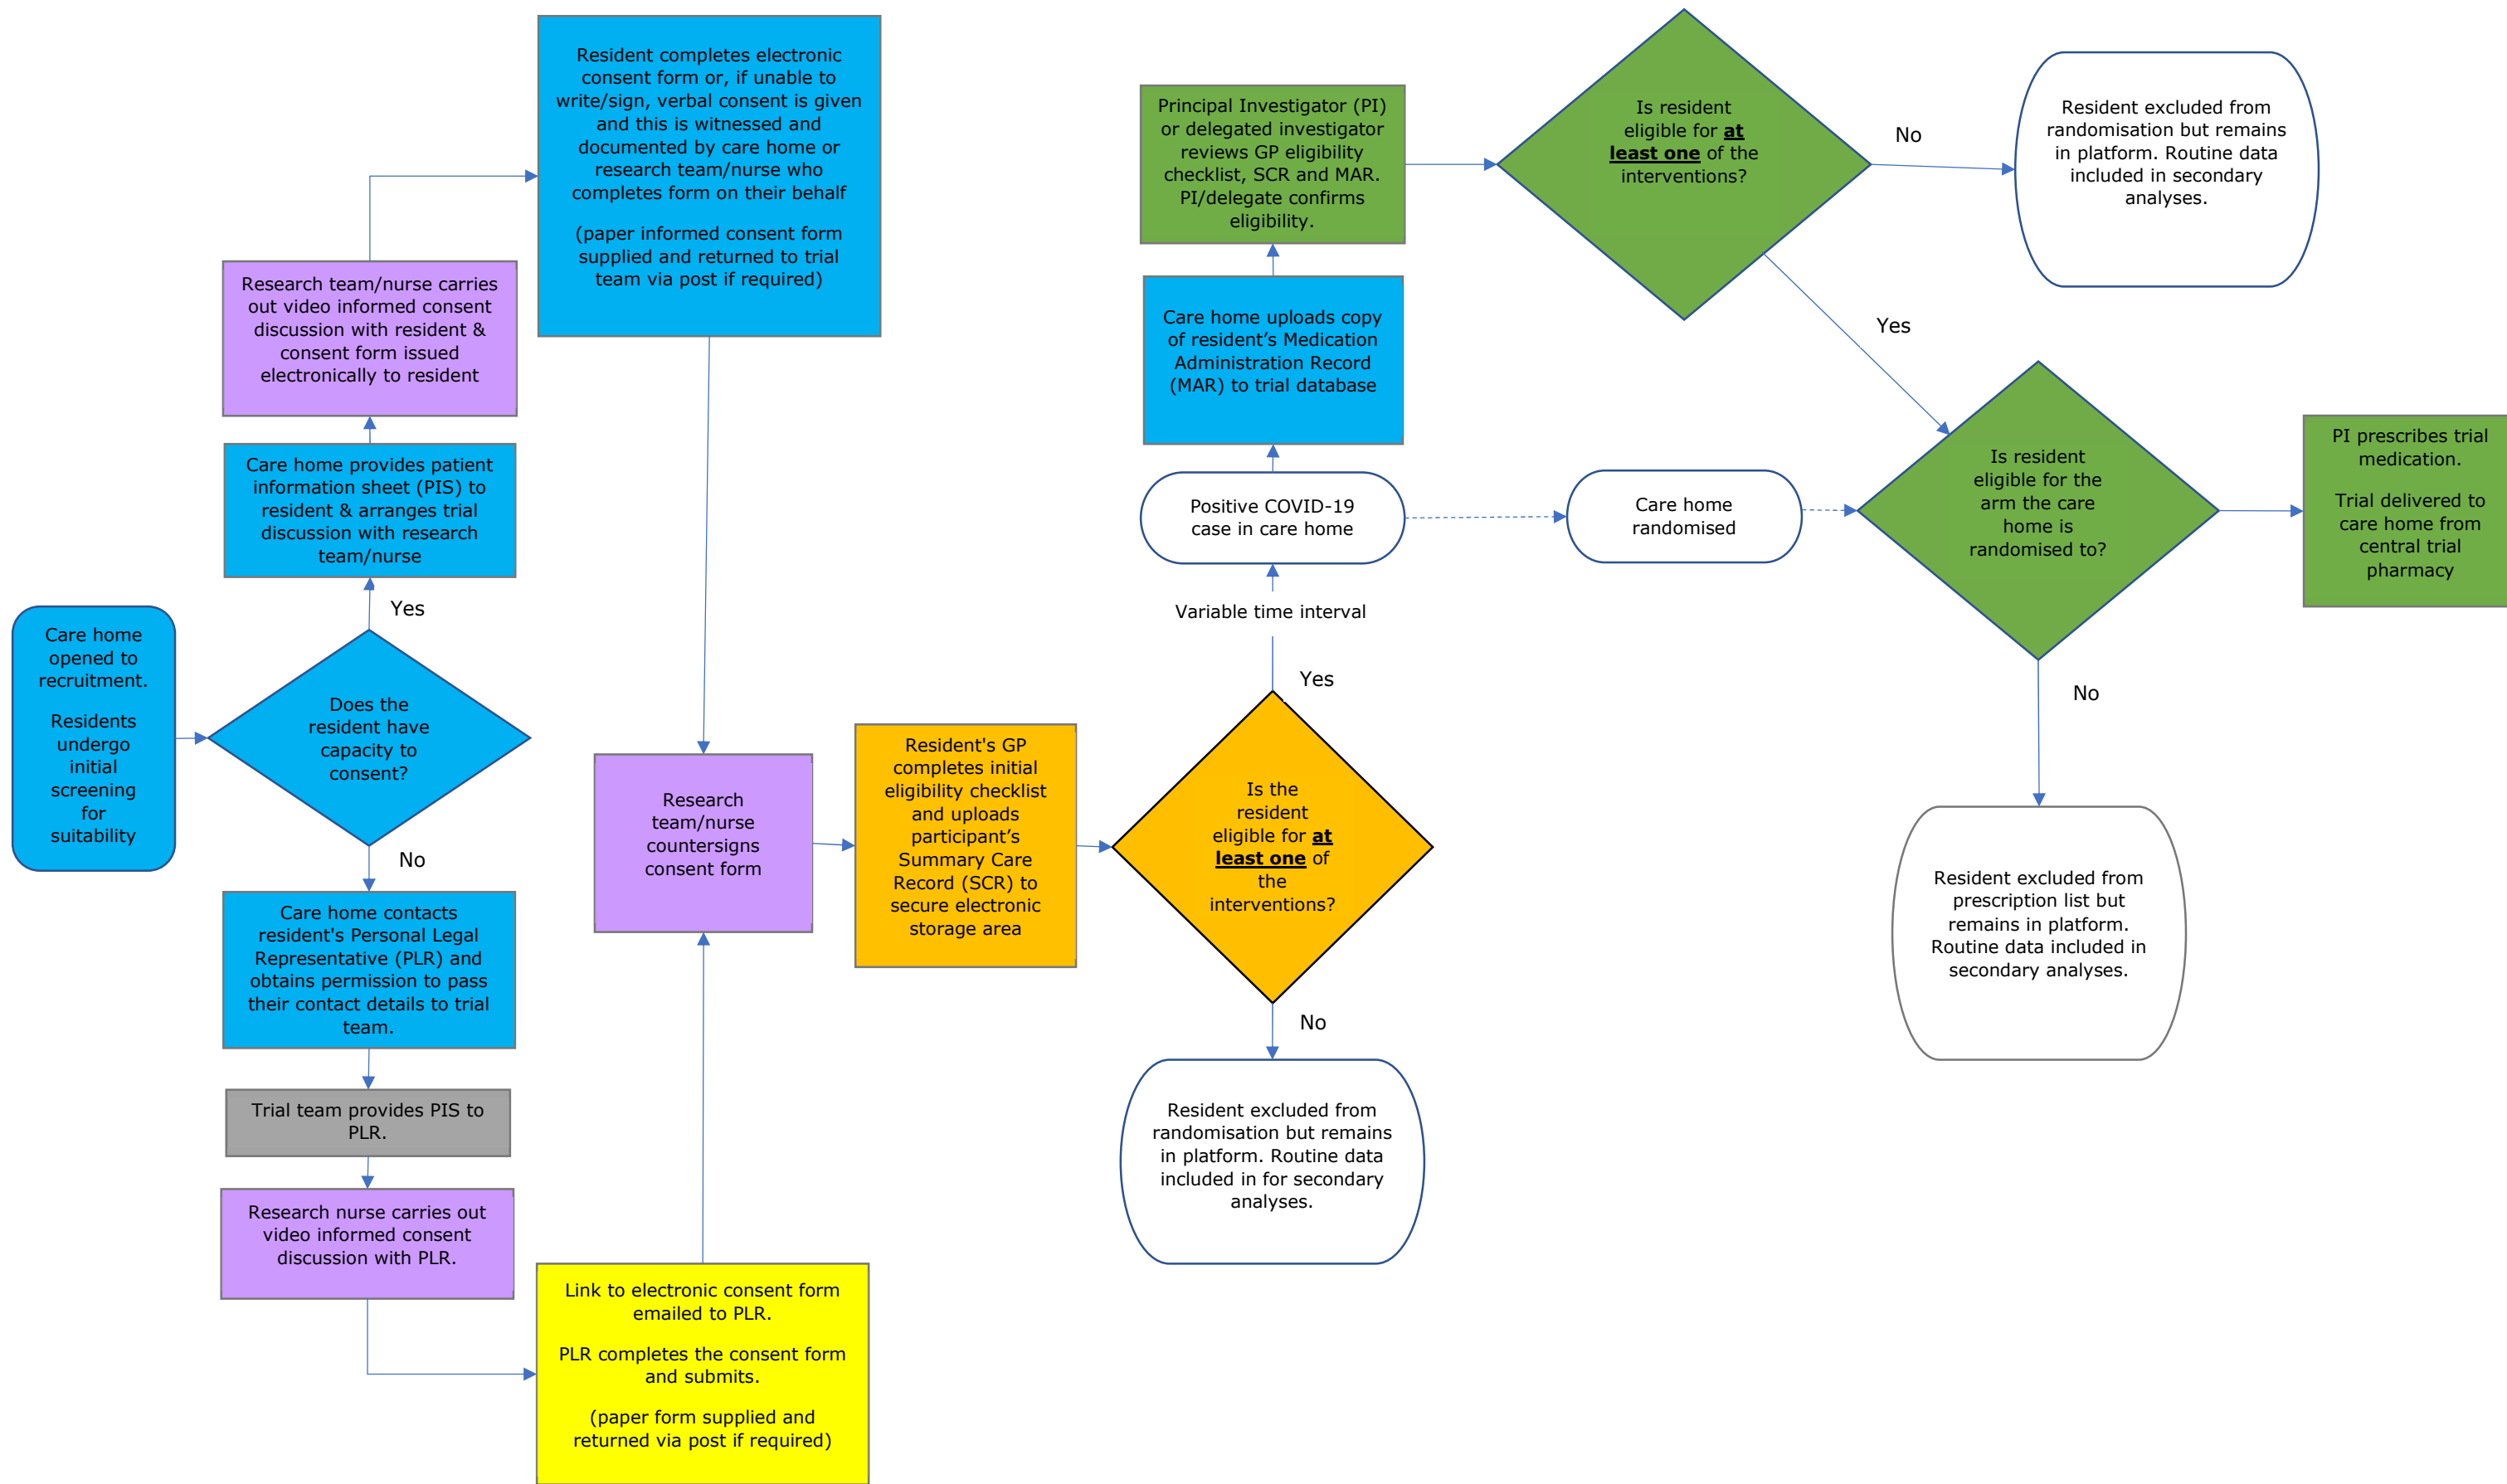 Care home
opened to
recruitment.
Residents
undergo
initial
screening
for
suitability
Does the
resident have
capacity to
consent?
Yes
Care home provides patient
information sheet (PIS) to
resident & arranges trial
discussion with research
team/nurse
Research team/nurse carries
out video informed consent
discussion with resident &
consent form issued
electronically to resident
Resident completes electronic
consent form or, if unable to
write/sign, verbal consent is given
and this is witnessed and
documented by care home or
research team/nurse who
completes form on their behalf
(paper informed consent form
supplied and returned to trial
team via post if required)
No
Care home contacts
resident's Personal Legal
Representative (PLR) and
obtains permission to pass
their contact details to trial
team.
Trial team provides PIS to
PLR.
Research nurse carries out
video informed consent
discussion with PLR.
Link to electronic consent form
emailed to PLR.
PLR completes the consent form
and submits.
(paper form supplied and
returned via post if required)
Research
team/nurse
countersigns
consent form
Resident's GP
completes initial
eligibility checklist
and uploads
participant’s
Summary Care
Record (SCR) to
secure electronic
storage area
Is the
resident
eligible for at
least one of
the
interventions?
No
Resident excluded from
randomisation but remains
in platform. Routine data
included in for secondary
analyses.
Yes
Variable time interval
Positive COVID-19
case in care home
Care home uploads copy
of resident’s Medication
Administration Record
(MAR) to trial database
Principal Investigator (PI)
or delegated investigator
reviews GP eligibility
checklist, SCR and MAR.
PI/delegate confirms
eligibility.
Is resident
eligible for at
least one of the
interventions?
No
Resident excluded from
randomisation but remains
in platform. Routine data
included in secondary
analyses.
Yes
Care home
randomised
Is resident
eligible for the
arm the care
home is
randomised to?
PI prescribes trial
medication.
Trial delivered to
care home from
central trial
pharmacy
No
Resident excluded from
prescription list but
remains in platform.
Routine data included in
secondary analyses.